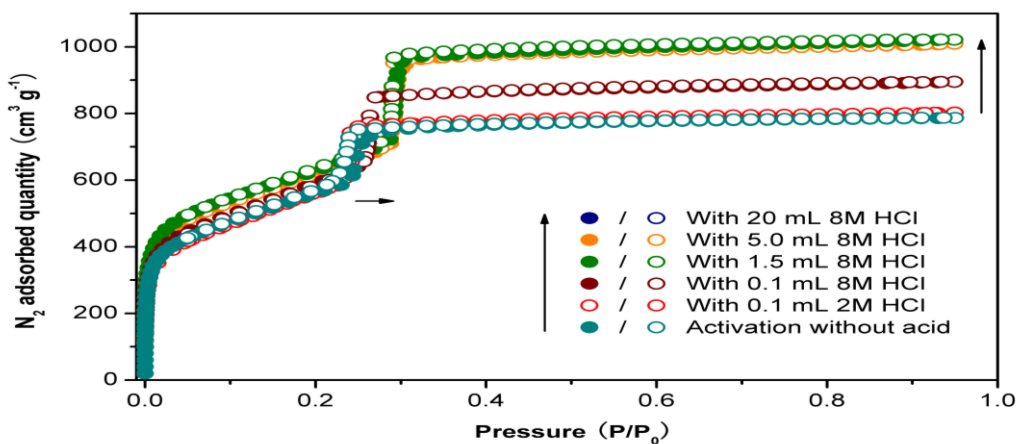 N2 adsorbed quantity (cm3 g-1)
1000
800
600
400
200
0
/ With 20 mL 8M HCl
/ With 5.0 mL 8M HCl
/ With 1.5 mL 8M HCl
/ With 0.1 mL 8M HCl
/ With 0.1 mL 2M HCl
/ Activation without acid
0.0 0.2 0.4 0.6 0.8 1.0
Pressure (P/P0)